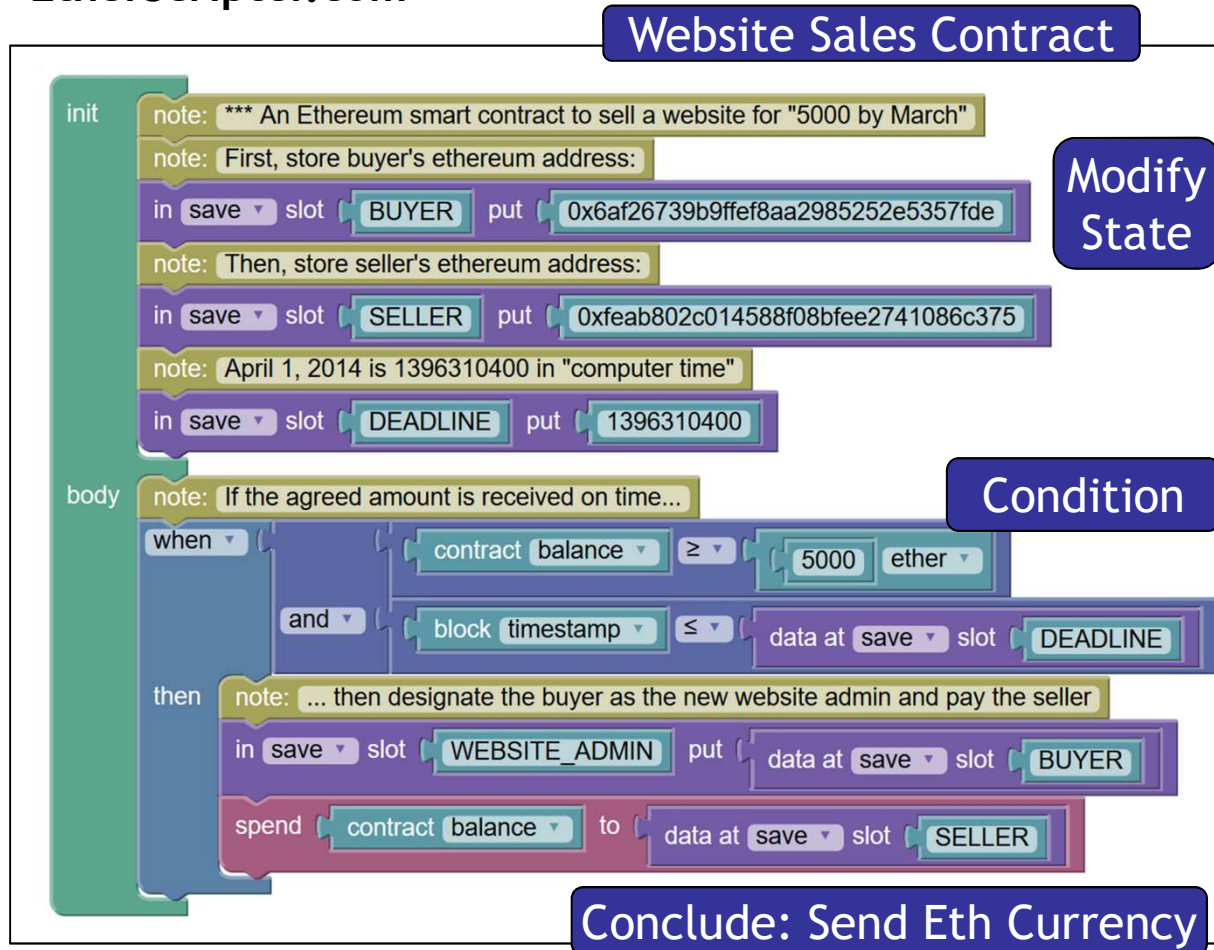 EtherScripter.com
Website Sales Contract
init
note: *** An Ethereum smart contract to sell a website for "5000 by March"
note: First, store buyer's ethereum address:
Modify
State
in save slot BUYER put 0x6af26739b9ffef8aa2985252e5357fde
note: Then, store seller's ethereum address:
in save slot SELLER put 0xfeab802c014588f08bfee2741086c375
note: April 1, 2014 is 1396310400 in "computer time"
in save slot DEADLINE put 1396310400
body
note: If the agreed amount is received on time...
Condition
when
contract balance ≥ 5000 ether
and
block timestamp ≤ data at save slot DEADLINE
then
note: ... then designate the buyer as the new website admin and pay the seller
in save slot WEBSITE_ADMIN put data at save slot BUYER
spend contract balance to data at save slot SELLER
Conclude: Send Eth Currency